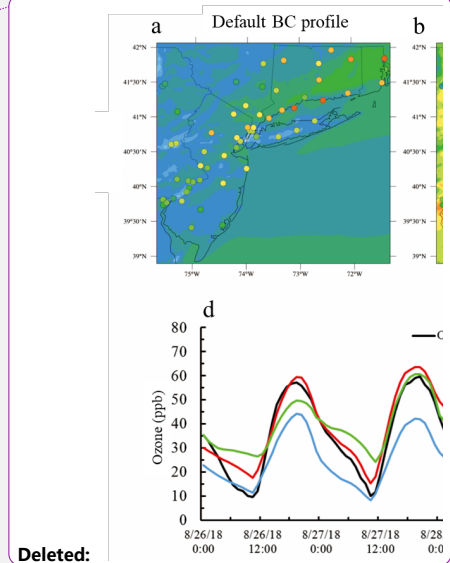 a
Default BC profile
b
42°N
42°N
41°30'N
41°30'N
41°N
41°N
40°30'N
40°30'N
40°N
40°N
39°30'N
39°30'N
39°N
39°N
75°W
74°W
73°W
72°W
d
80
70
60
50
40
30
20
10
0
Ozone (ppb)
8/26/18 8/26/18 8/27/18 8/27/18 8/28
0:00 12:00 0:00 12:00
Deleted: